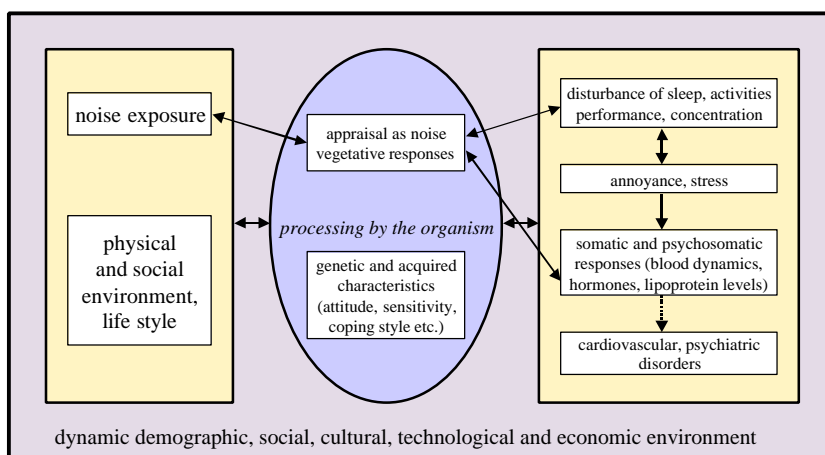 noise exposure
physical
and social
environment,
life style
appraisal as noise
vegetative responses
processing by the organism
genetic and acquired
characteristics
(attitude, sensitivity,
coping style etc.)
disturbance of sleep, activities
performance, concentration
annoyance, stress
somatic and psychosomatic
responses (blood dynamics,
hormones, lipoprotein levels)
cardiovascular, psychiatric
disorders
dynamic demographic, social, cultural, technological and economic environment